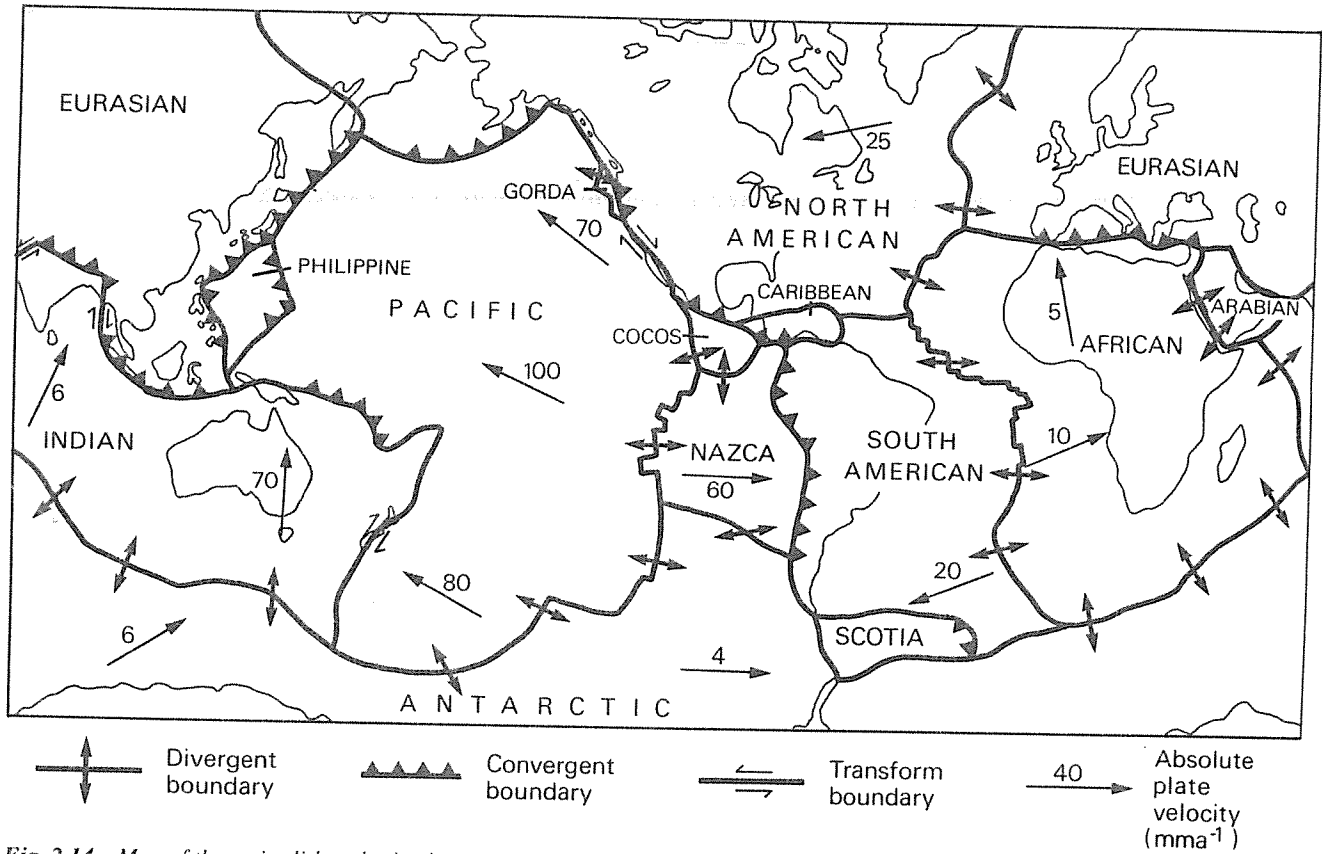 EURASIAN
25
EURASIAN
GORDA
70
NORTH
AMERICAN
PHILIPPINE
CARIBBEAN
ARABIAN
PACIFIC
5
COCOS
AFRICAN
100
6
INDIAN
NAZCA
SOUTH
AMERICAN
10
70
60
80
20
6
SCOTIA
4
ANTARCTIC
Divergent
boundary
Convergent
boundary
Transform
boundary
40
Absolute
plate
velocity
(mma-1)